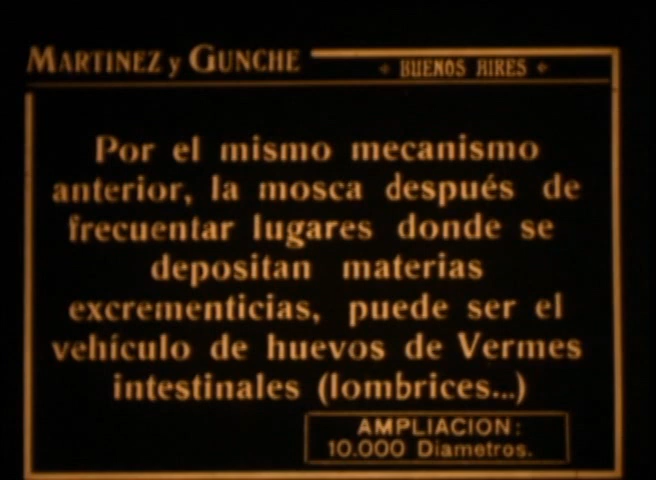 MARTINEZ y GUNCHE
BUENOS AIRES
Por el mismo mecanismo
anterior, la mosca después de
frecuentar lugares donde se
depositan materias
excrementicias, puede ser el
vehículo de huevos de Vermes
intestinales (lombrices...)
AMPLIACION:
10.000 Diametros.